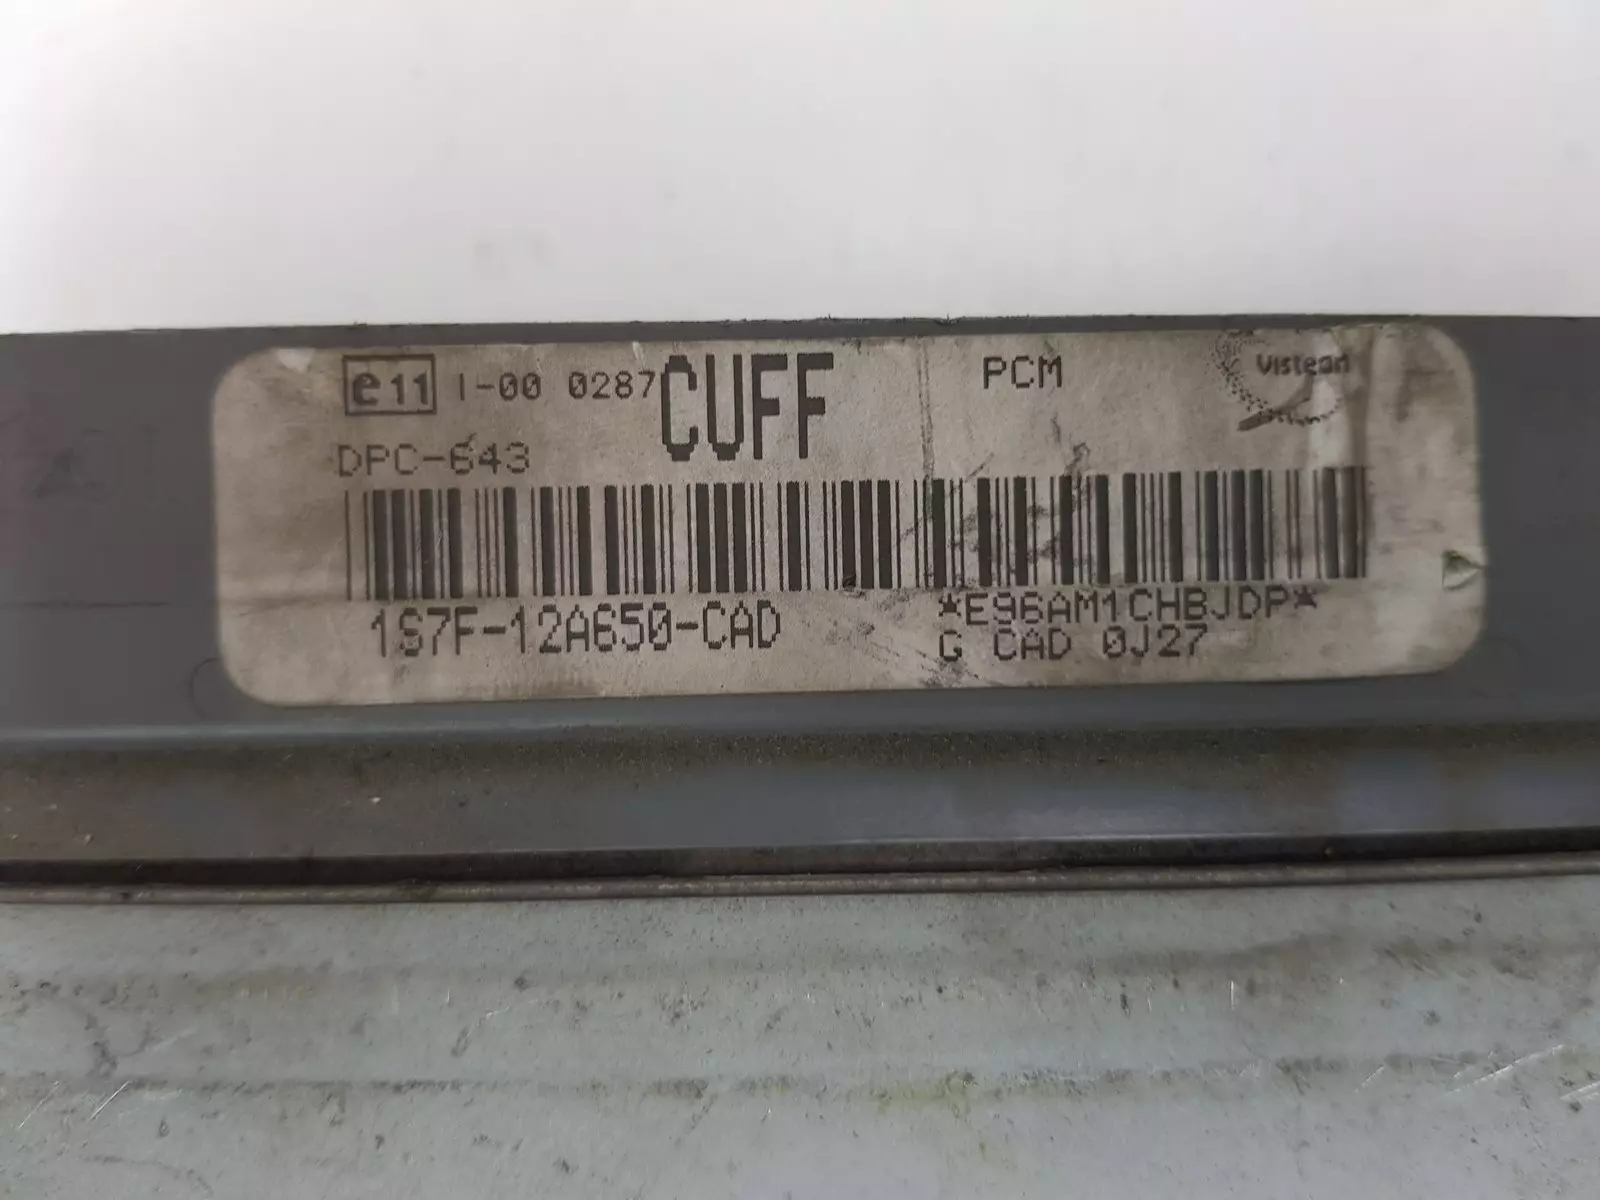 e11 I-00 0287 CUFF PCM Visteon
DPC-643
1S7F-12A650-CAD *E96AM1CHBJDP*
G CAD 0J27